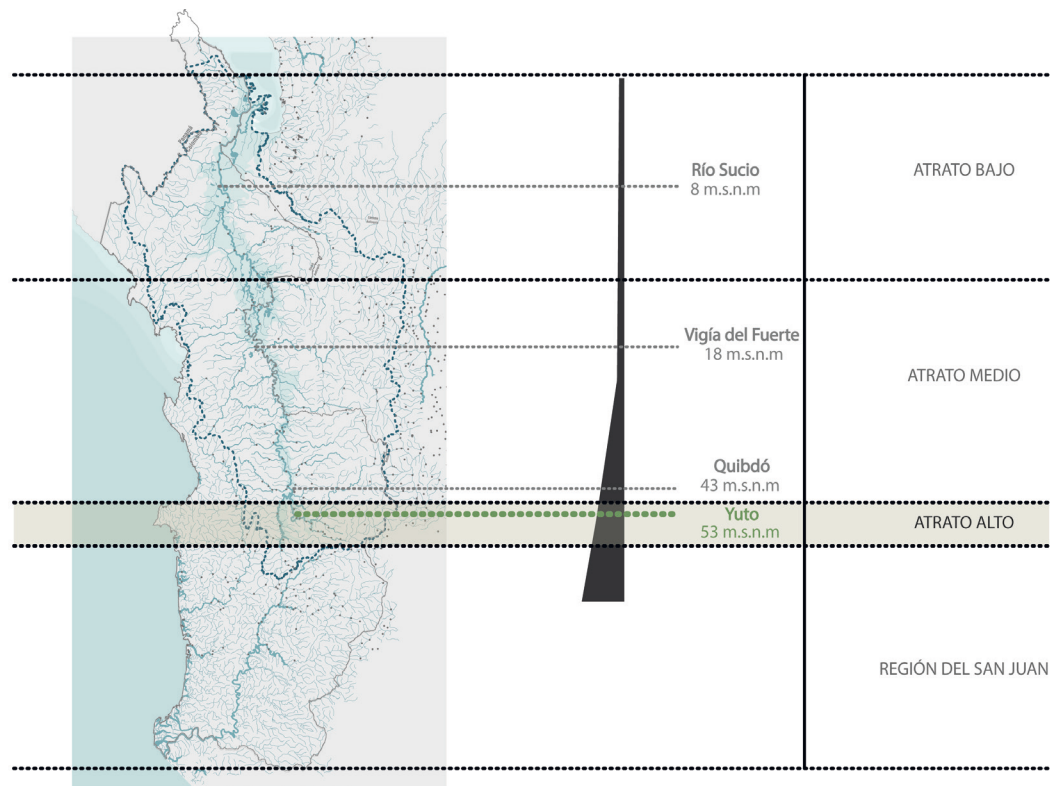 Río Sucio
8 m.s.n.m
ATRATO BAJO
Vigía del Fuerte
18 m.s.n.m
ATRATO MEDIO
Quibdó
43 m.s.n.m
Yuto
53 m.s.n.m
ATRATO ALTO
REGIÓN DEL SAN JUAN